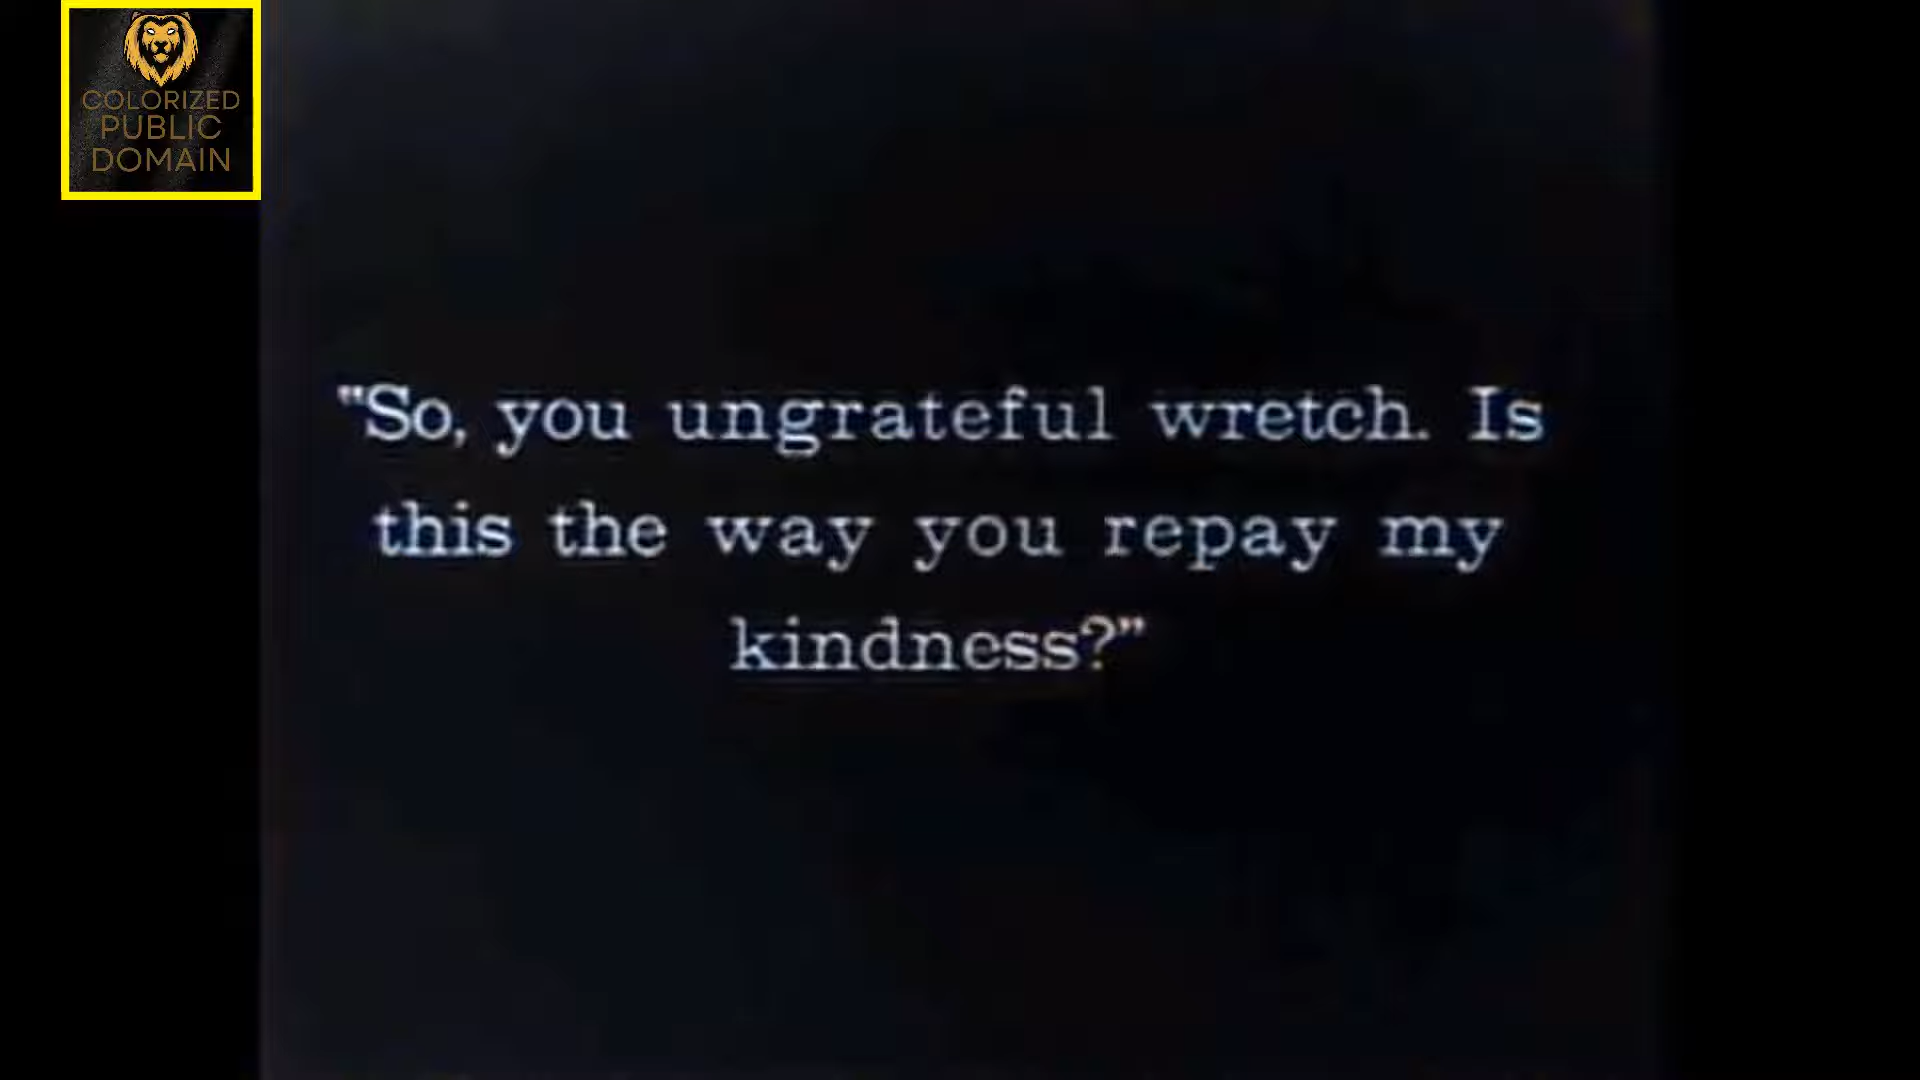 COLORIZED
PUBLIC
DOMAIN
"So, you ungrateful wretch. Is
this the way you repay my
kindness?"